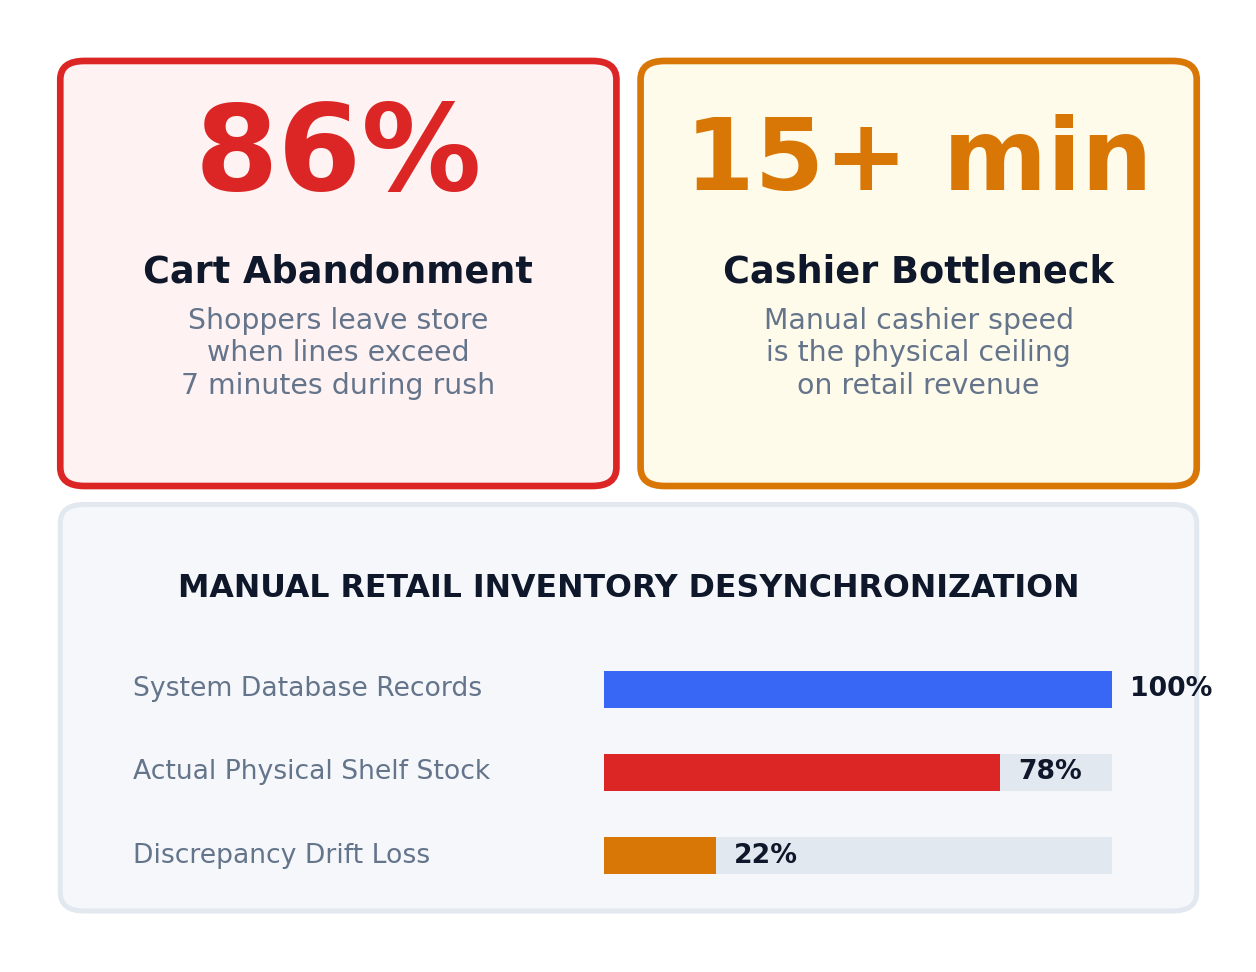 86%
Cart Abandonment
Shoppers leave store
when lines exceed
7 minutes during rush
15+ min
Cashier Bottleneck
Manual cashier speed
is the physical ceiling
on retail revenue
MANUAL RETAIL INVENTORY DESYNCHRONIZATION
System Database Records 100%
Actual Physical Shelf Stock 78%
Discrepancy Drift Loss 22%